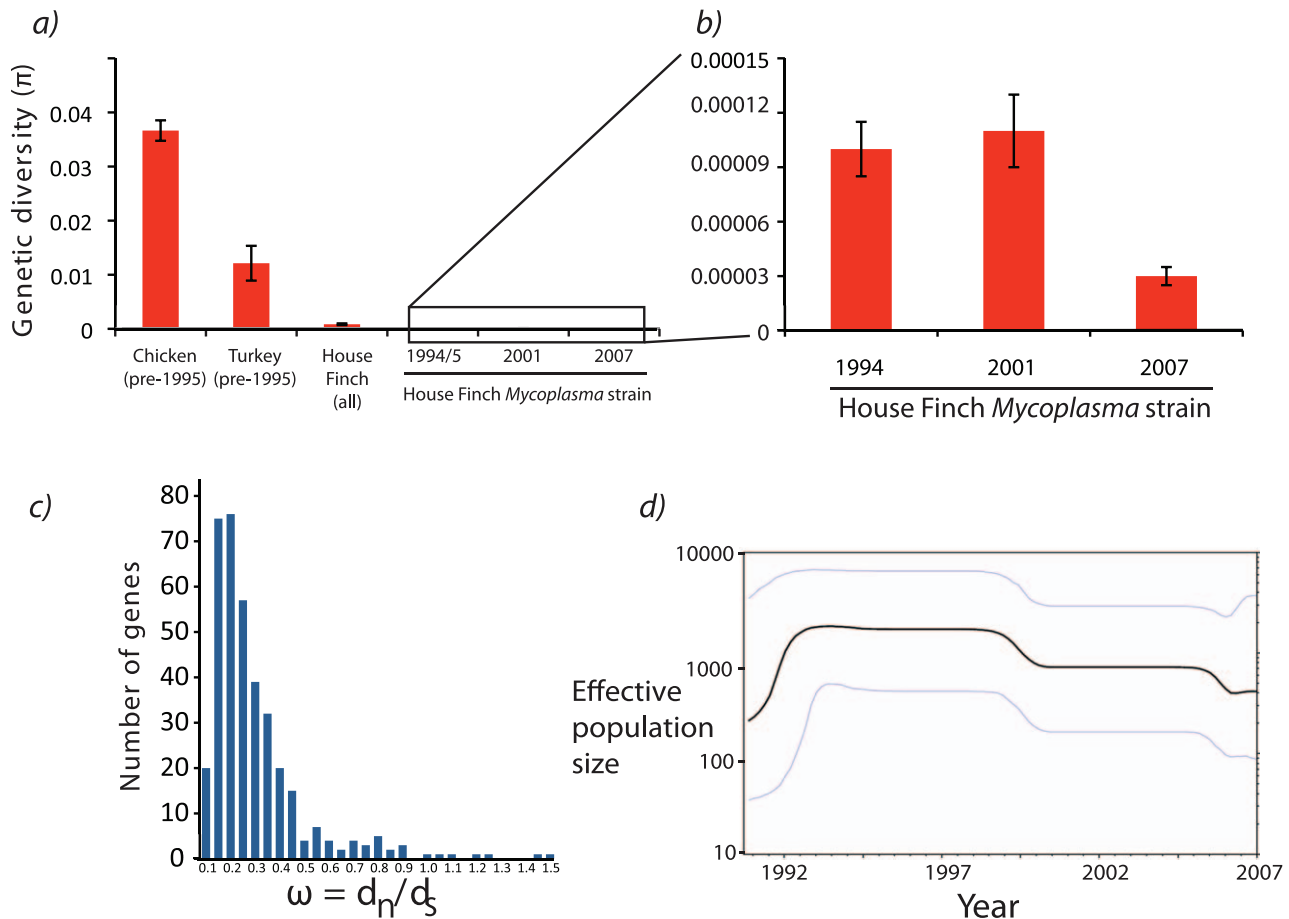 a)
Genetic diversity (π)
0.04
0.03
0.02
0.01
0
Chicken
(pre-1995)
Turkey
(pre-1995)
House
Finch
(all)
1994/5 2001 2007
House Finch Mycoplasma strain
b)
0.00015
0.00012
0.00009
0.00006
0.00003
0
1994 2001 2007
House Finch Mycoplasma strain
c)
Number of genes
80
70
60
50
40
30
20
10
0
0.1 0.2 0.3 0.4 0.5 0.6 0.7 0.8 0.9 1.0 1.1 1.2 1.3 1.4 1.5
ω = dn/ds
d)
Effective
population
size
10000
1000
100
10
1992 1997 2002 2007
Year